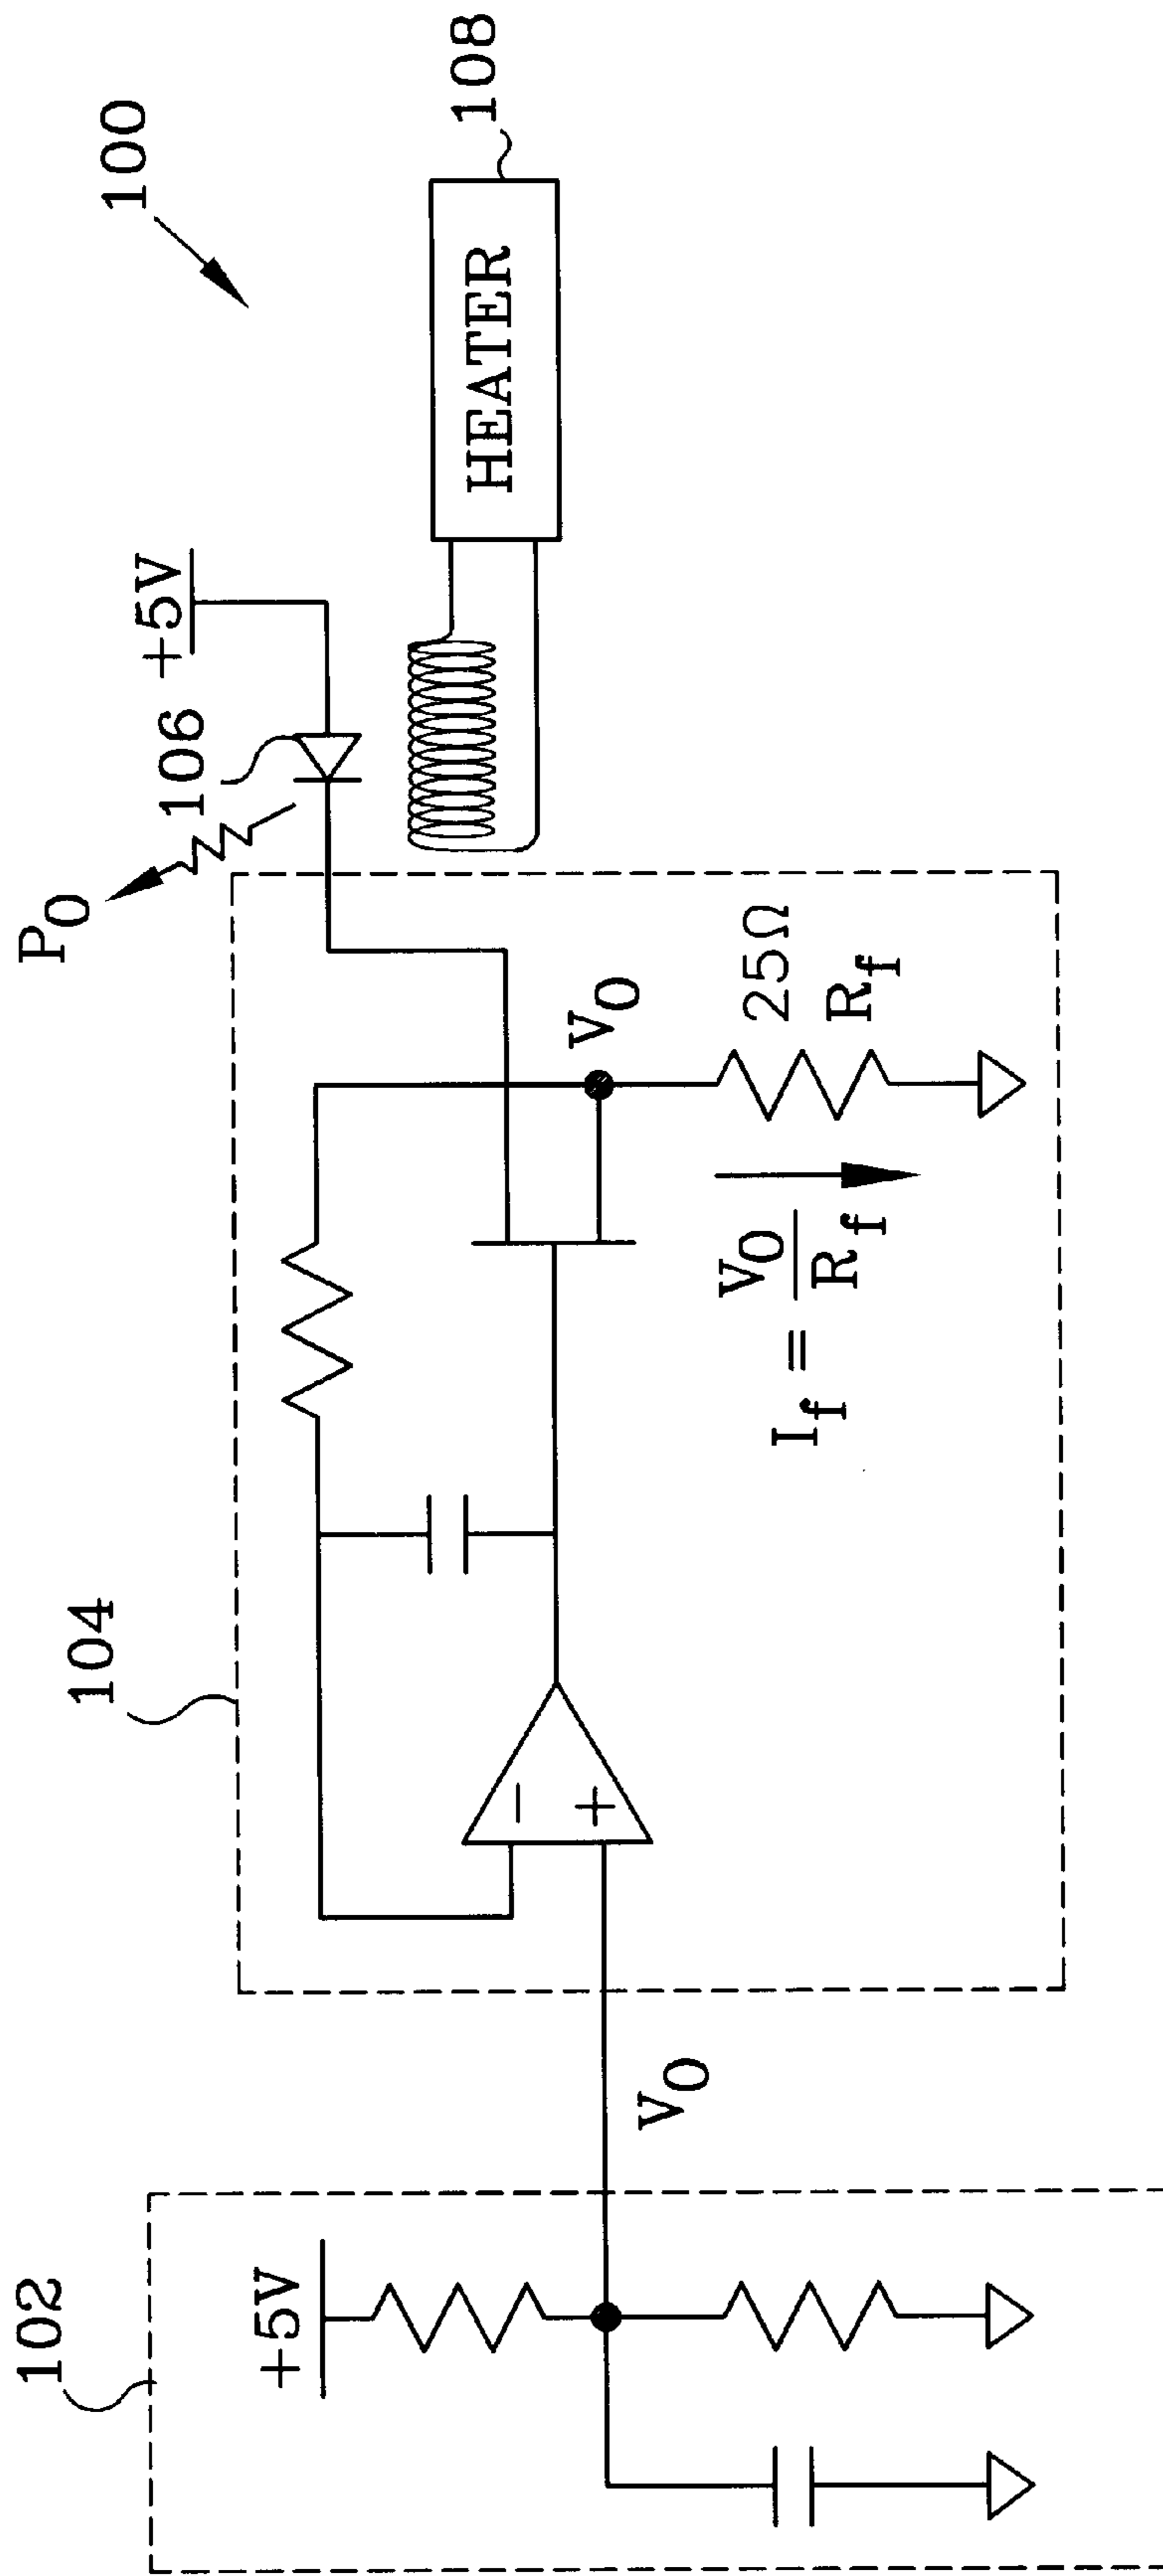 100
102
104
106
108
+5V
+5V
P0
HEATER
V0
V0
25Ω
Rf
If = V0/Rf
−
+